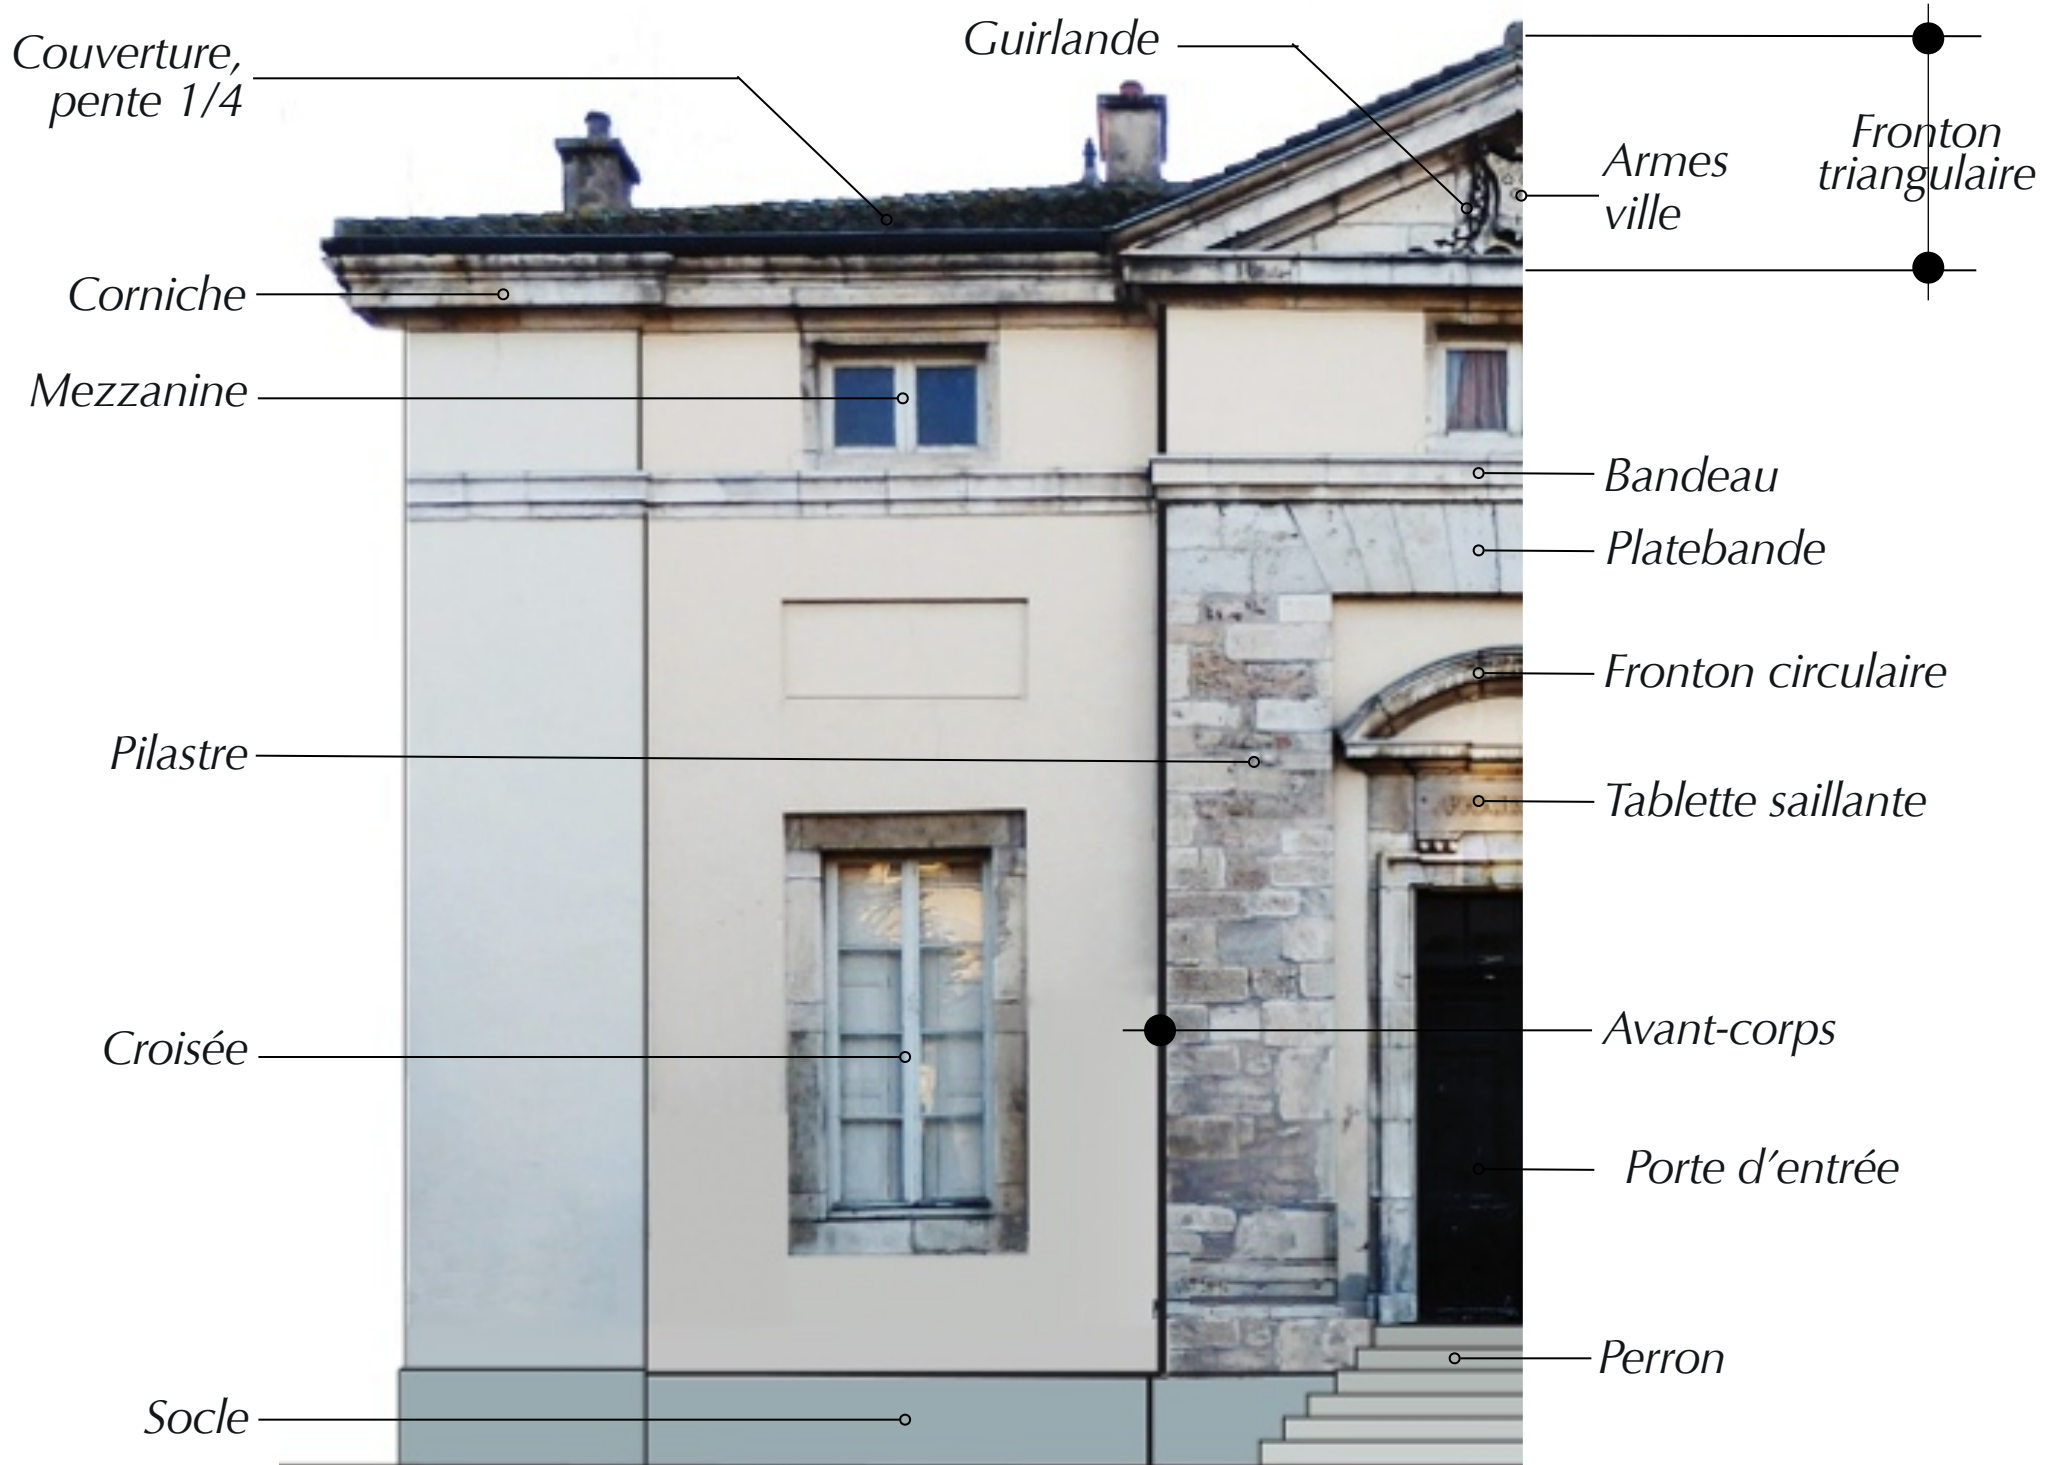 Couverture,
pente 1/4
Guirlande
Fronton
triangulaire
Armes
ville
Corniche
Mezzanine
Bandeau
Platebande
Fronton circulaire
Pilastre
Tablette saillante
Croisée
Avant-corps
Porte d’entrée
Perron
Socle